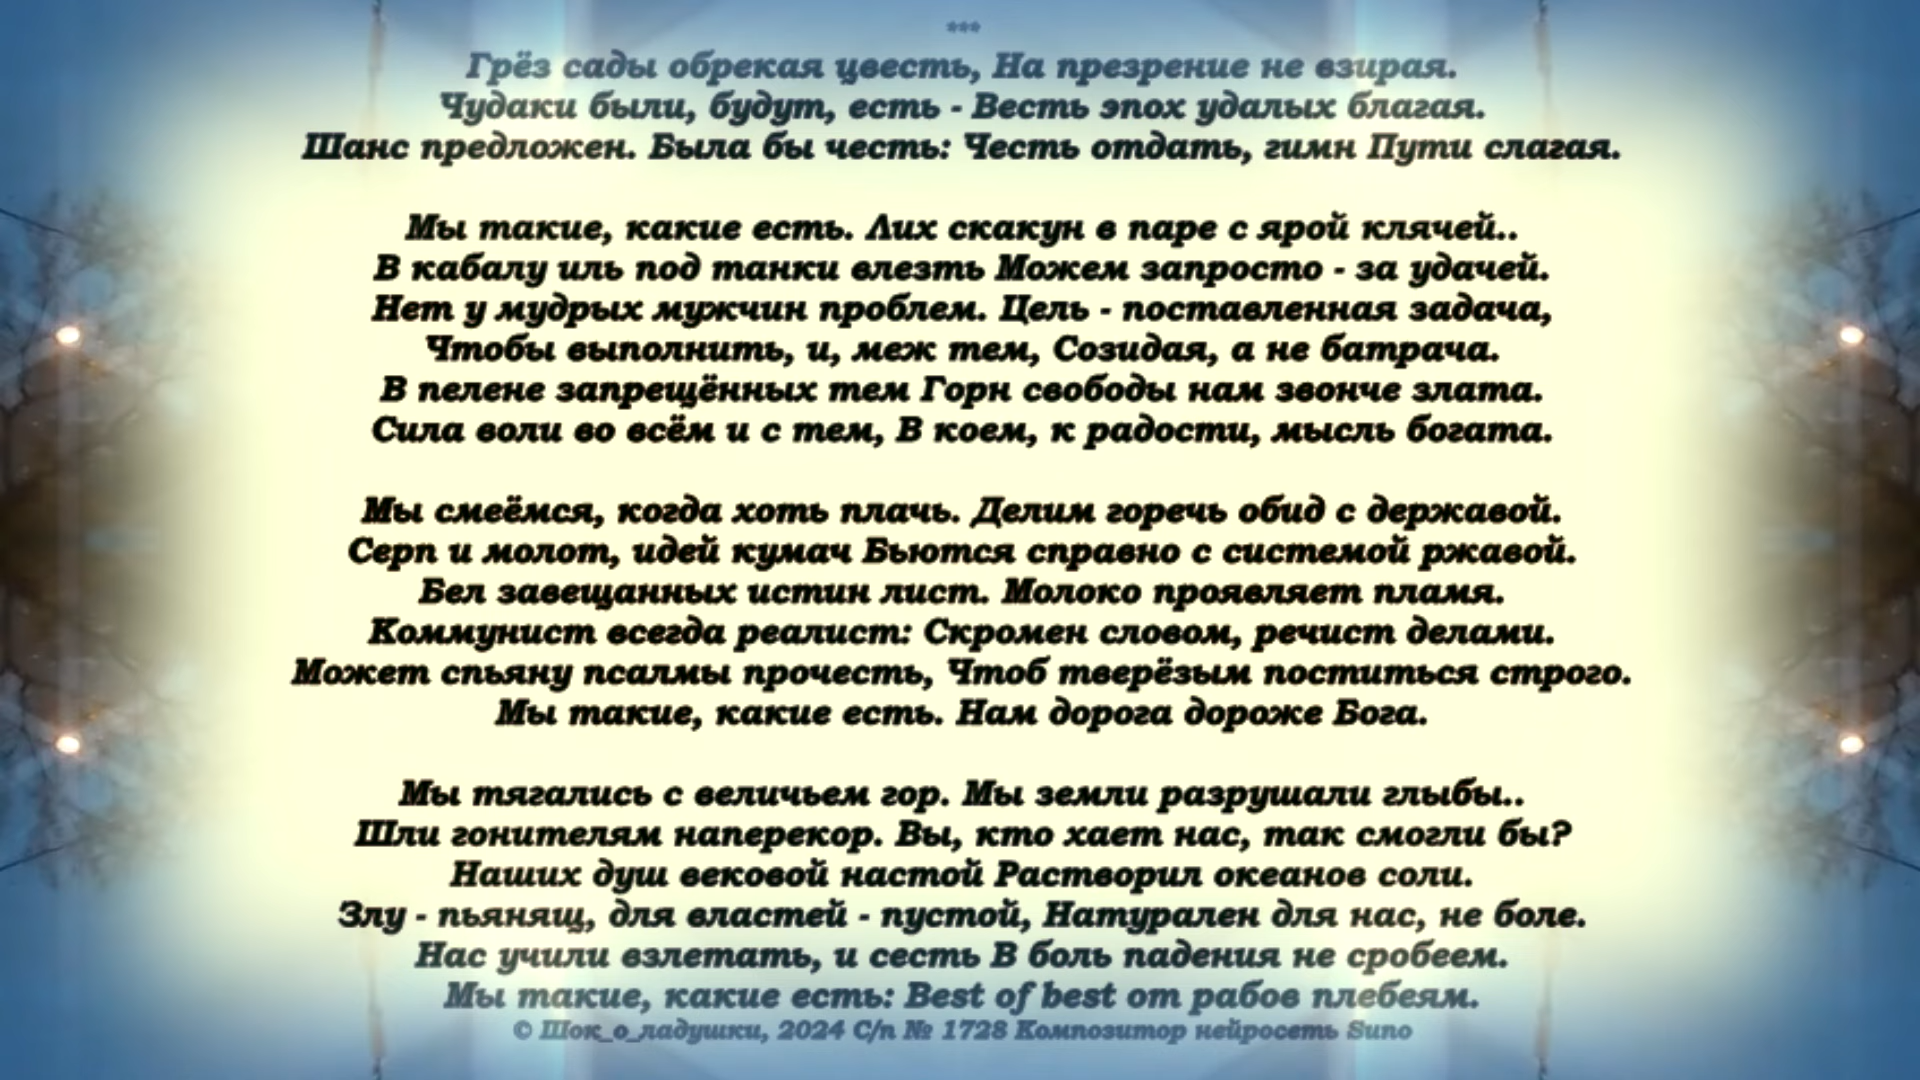 ***
Грёз сады обрекая цвесть, На презрение не взирая.
Чудаки были, будут, есть - Весть эпох удалых благая.
Шанс предложен. Была бы честь: Честь отдать, гимн Пути слагая.
Мы такие, какие есть. Лих скакун в паре с ярой клячей..
В кабалу иль под танки влезть Можем запросто - за удачей.
Нет у мудрых мужчин проблем. Цель - поставленная задача,
Чтобы выполнить, и, меж тем, Созидая, а не батрача.
В пелене запрещённых тем Горн свободы нам звонче злата.
Сила воли во всём и с тем, В коем, к радости, мысль богата.
Мы смеёмся, когда хоть плачь. Делим горечь обид с державой.
Серп и молот, идей кумач Бьются справно с системой ржавой.
Бел завещанных истин лист. Молоко проявляет пламя.
Коммунист всегда реалист: Скромен словом, речист делами.
Может спьяну псалмы прочесть, Чтоб тверёзым поститься строго.
Мы такие, какие есть. Нам дорога дороже Бога.
Мы тягались с величьем гор. Мы земли разрушали глыбы..
Шли гонителям наперекор. Вы, кто хает нас, так смогли бы?
Наших душ вековой настой Растворил океанов соли.
Злу - пьянящ, для властей - пустой, Натурален для нас, не боле.
Нас учили взлетать, и сесть В боль падения не сробеем.
Мы такие, какие есть: Best of best от рабов плебеям.
© Шок_о_ладушки, 2024 С/п № 1728 Композитор нейросеть Suno